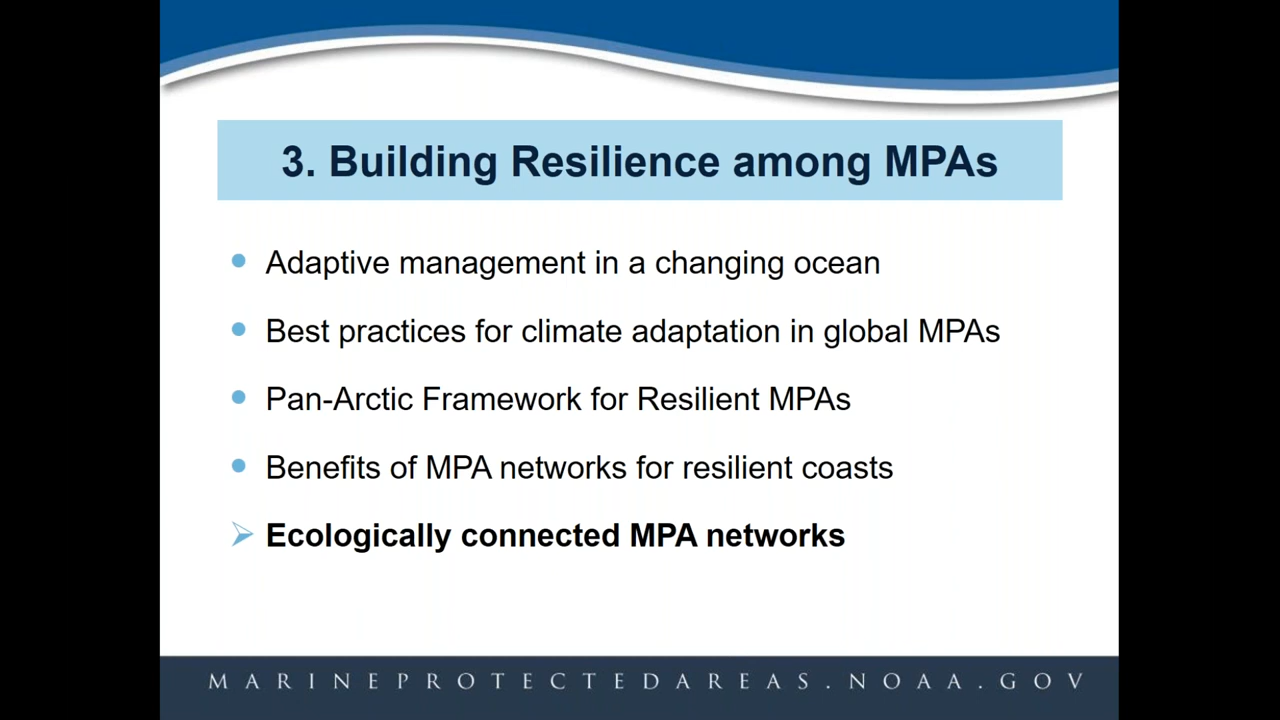 3. Building Resilience among MPAs
Adaptive management in a changing ocean
Best practices for climate adaptation in global MPAs
Pan-Arctic Framework for Resilient MPAs
Benefits of MPA networks for resilient coasts
Ecologically connected MPA networks
MARINEPROTECTEDAREAS.NOAA.GOV